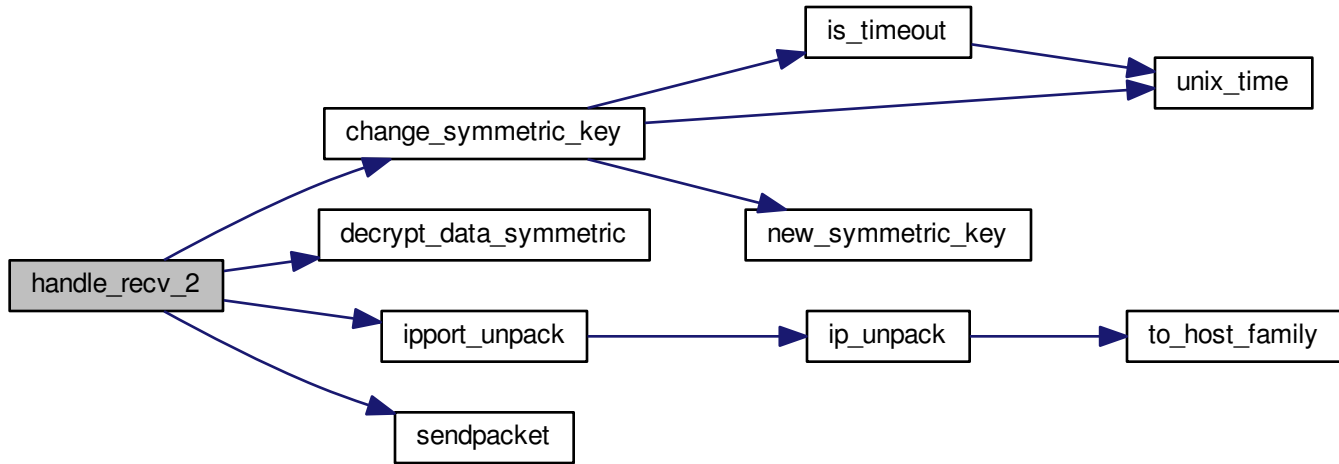 is_timeout
unix_time
change_symmetric_key
decrypt_data_symmetric
new_symmetric_key
handle_recv_2
ipport_unpack
ip_unpack
to_host_family
sendpacket